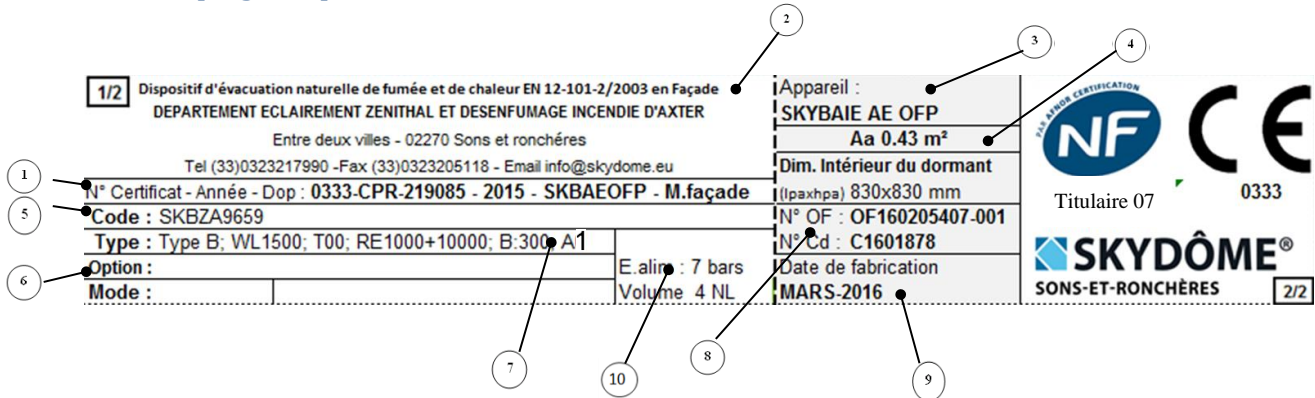 2
3
4
1/2 Dispositif d'évacuation naturelle de fumée et de chaleur EN 12-101-2/2003 en Façade
DEPARTEMENT ECLAIREMENT ZENITHAL ET DESENFUMAGE INCENDIE D'AXTER
Entre deux villes - 02270 Sons et ronchéres
Tel (33)0323217990 -Fax (33)0323205118 - Email info@skydome.eu
1
N° Certificat - Année - Dop : 0333-CPR-219085 - 2015 - SKBAEOFP - M.façade
5
Code : SKBZA9659
Type : Type B; WL1500; T00; RE1000+10000; B:300; A1
6
Option :
Mode :
E.alim : 7 bars
Volume 4 NL
Appareil :
SKYBAIE AE OFP
Aa 0.43 m²
Dim. Intérieur du dormant
(lpaxhpa) 830x830 mm
N° OF : OF160205407-001
N° Cd : C1601878
Date de fabrication
MARS-2016
PAR AFNOR CERTIFICATION
NF
CE
Titulaire 07
0333
SKYDÔME®
SONS-ET-RONCHÈRES
2/2
7
10
8
9